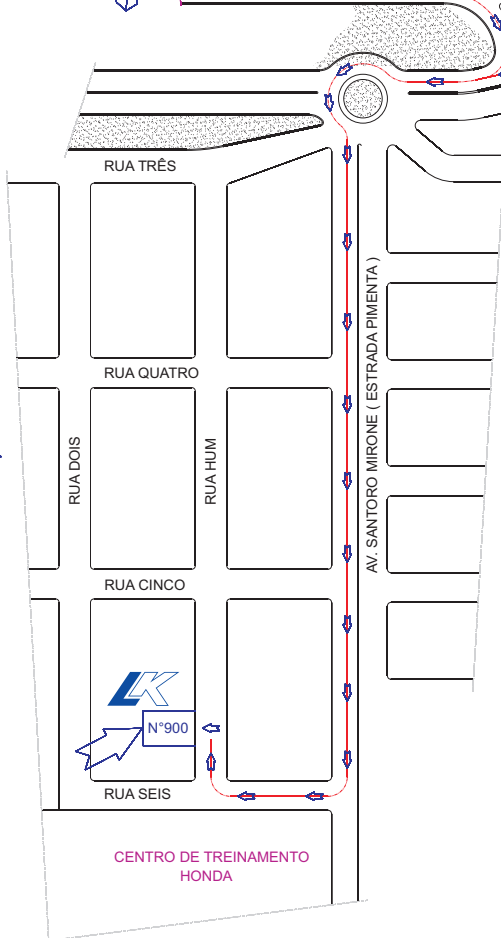 RUA TRÊS
RUA QUATRO
RUA DOIS
RUA HUM
AV. SANTORO MIRONE ( ESTRADA PIMENTA )
RUA CINCO
LK
N°900
RUA SEIS
CENTRO DE TREINAMENTO
HONDA